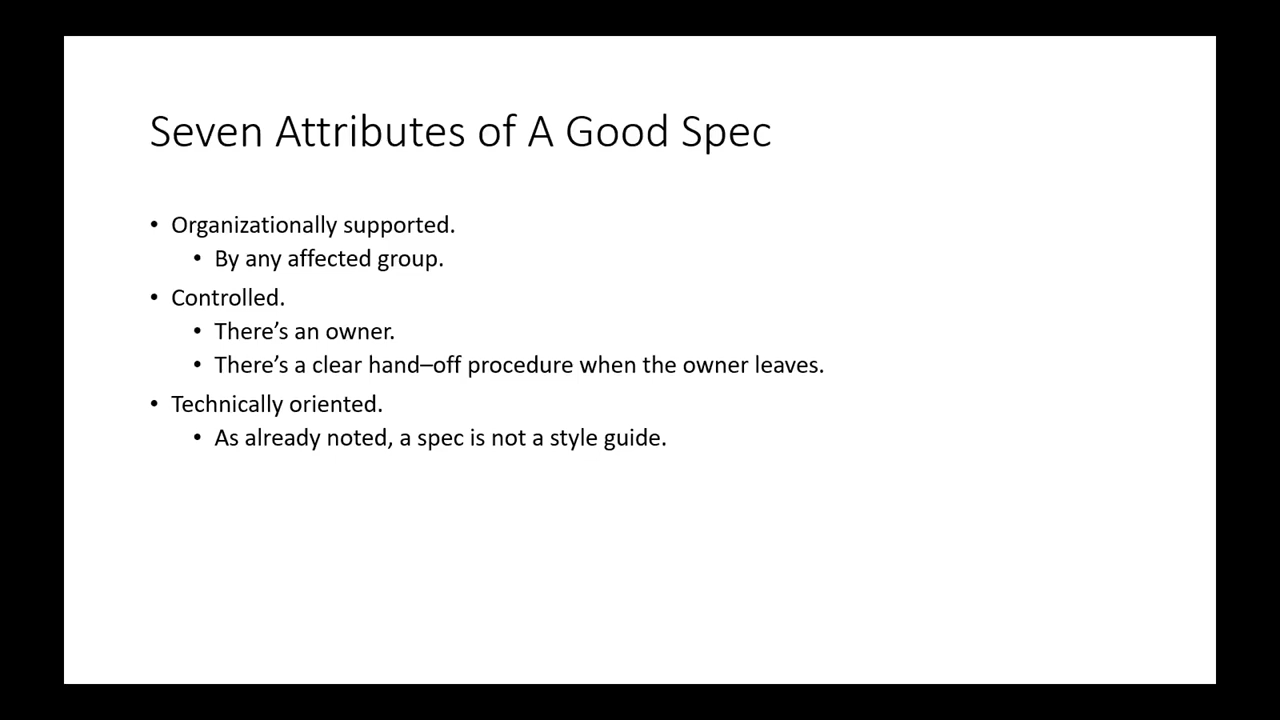 Seven Attributes of A Good Spec
• Organizationally supported.
• By any affected group.
• Controlled.
• There’s an owner.
• There’s a clear hand–off procedure when the owner leaves.
• Technically oriented.
• As already noted, a spec is not a style guide.